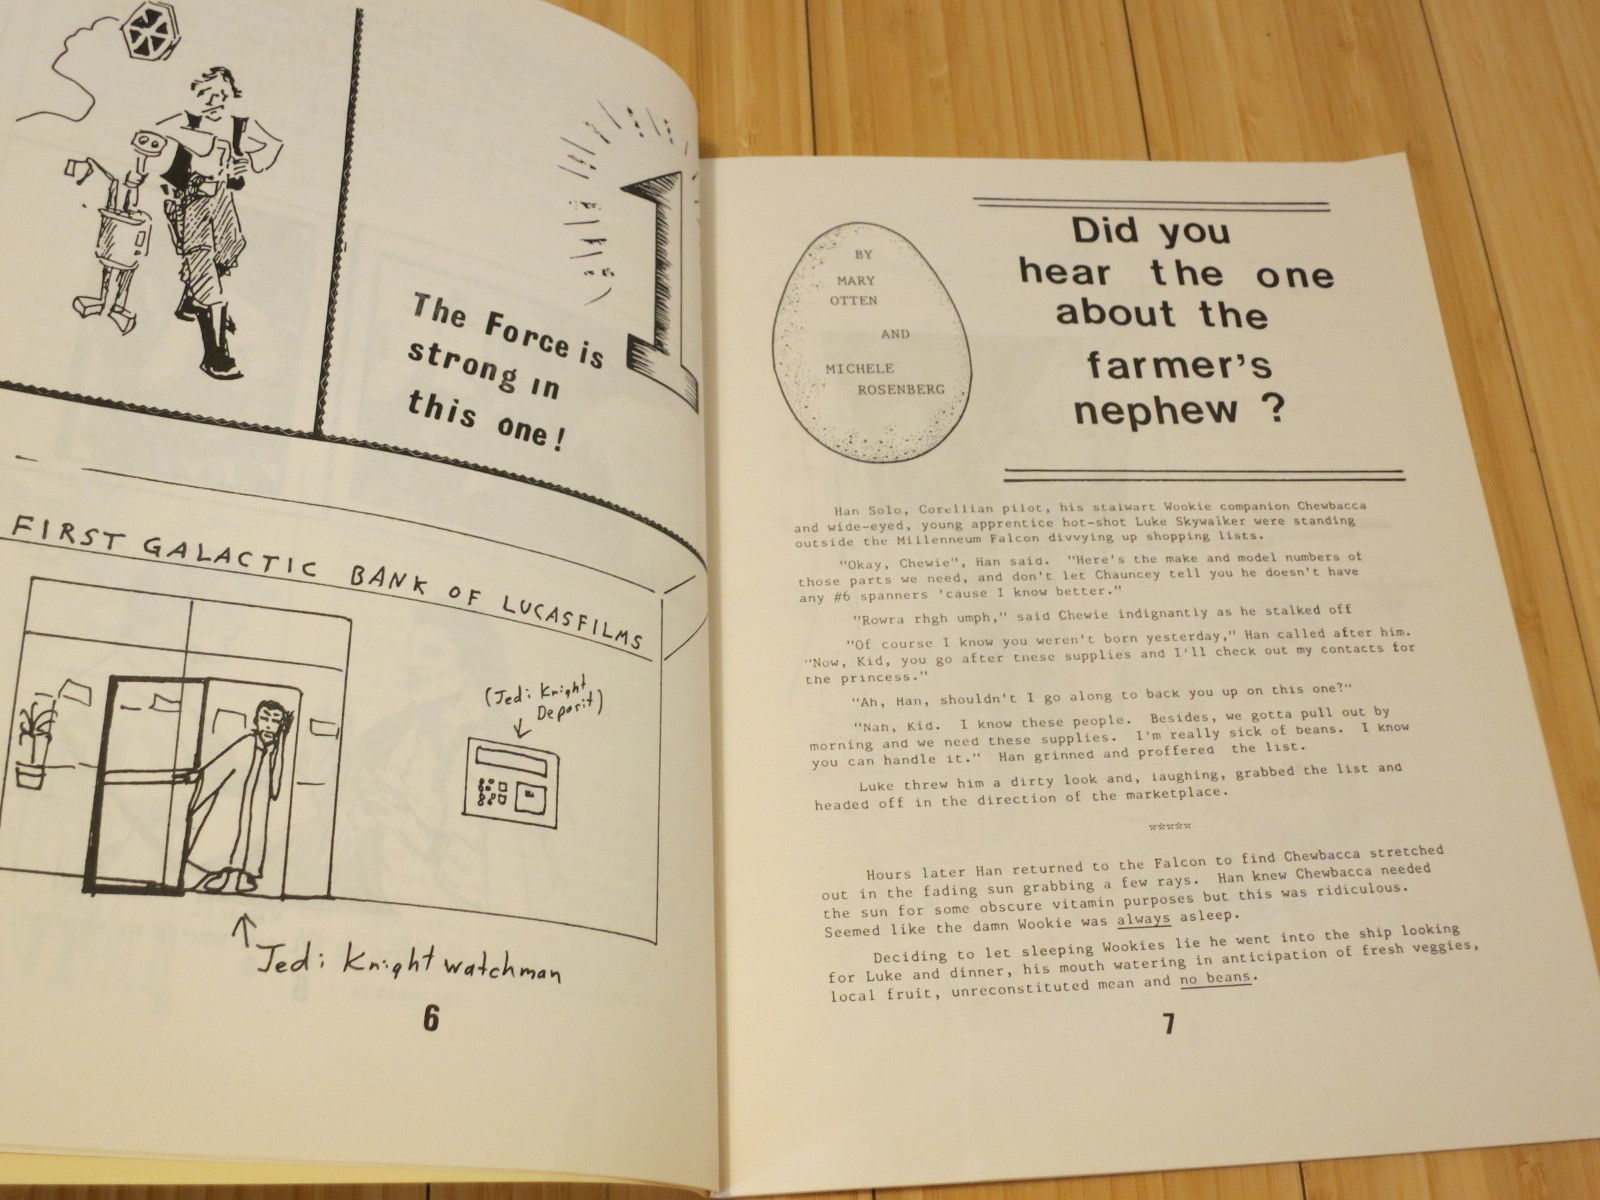 The Force is
strong in
this one!
1
FIRST GALACTIC BANK OF LUCASFILMS
(Jedi Knight
Deposit)
Jedi Knight watchman
6
BY
MARY
OTTEN
AND
MICHELE
ROSENBERG
Did you
hear the one
about the
farmer's
nephew ?
Han Solo, Corellian pilot, his stalwart Wookie companion Chewbacca
and wide-eyed, young apprentice hot-shot Luke Skywalker were standing
outside the Millenneum Falcon divvying up shopping lists.
"Okay, Chewie", Han said. "Here's the make and model numbers of
those parts we need, and don't let Chauncey tell you he doesn't have
any #6 spanners 'cause I know better."
"Rowra rhgh umph," said Chewie indignantly as he stalked off
"Of course I know you weren't born yesterday," Han called after him.
"Now, Kid, you go after these supplies and I'll check out my contacts for
the princess."
"Ah, Han, shouldn't I go along to back you up on this one?"
"Nah, Kid. I know these people. Besides, we gotta pull out by
morning and we need these supplies. I'm really sick of beans. I know
you can handle it." Han grinned and proffered the list.
Luke threw him a dirty look and, laughing, grabbed the list and
headed off in the direction of the marketplace.
*****
Hours later Han returned to the Falcon to find Chewbacca stretched
out in the fading sun grabbing a few rays. Han knew Chewbacca needed
the sun for some obscure vitamin purposes but this was ridiculous.
Seemed like the damn Wookie was always asleep.
Deciding to let sleeping Wookies lie he went into the ship looking
for Luke and dinner, his mouth watering in anticipation of fresh veggies,
local fruit, unreconstituted mean and no beans.
7